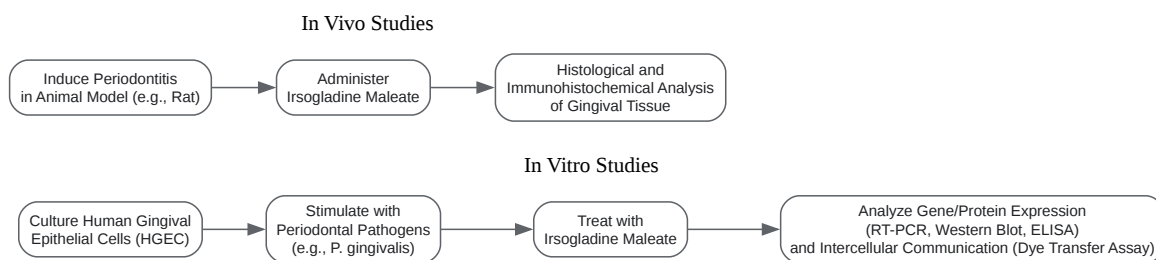 In Vivo Studies
Induce Periodontitis
in Animal Model (e.g., Rat)
Administer
Irsogladine Maleate
Histological and
Immunohistochemical Analysis
of Gingival Tissue
In Vitro Studies
Culture Human Gingival
Epithelial Cells (HGEC)
Stimulate with
Periodontal Pathogens
(e.g., P. gingivalis)
Treat with
Irsogladine Maleate
Analyze Gene/Protein Expression
(RT-PCR, Western Blot, ELISA)
and Intercellular Communication (Dye Transfer Assay)